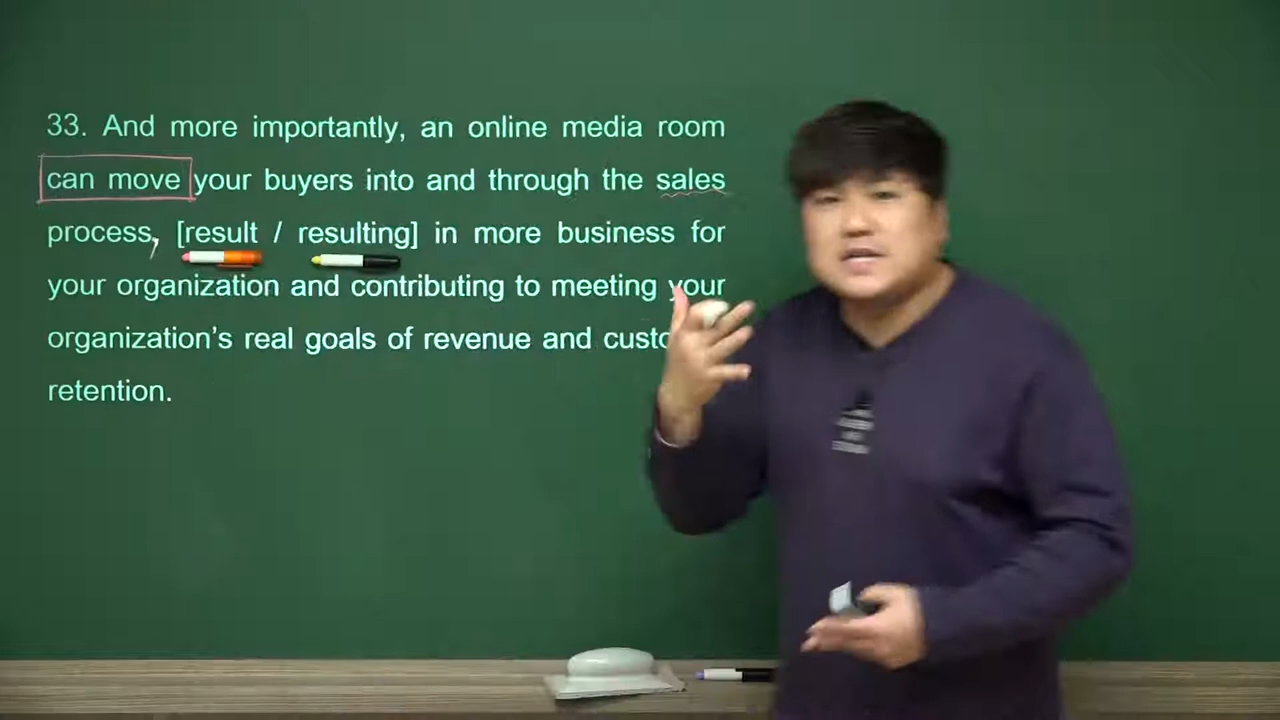 33. And more importantly, an online media room
can move your buyers into and through the sales
process, [result / resulting] in more business for
your organization and contributing to meeting your
organization's real goals of revenue and
retention.